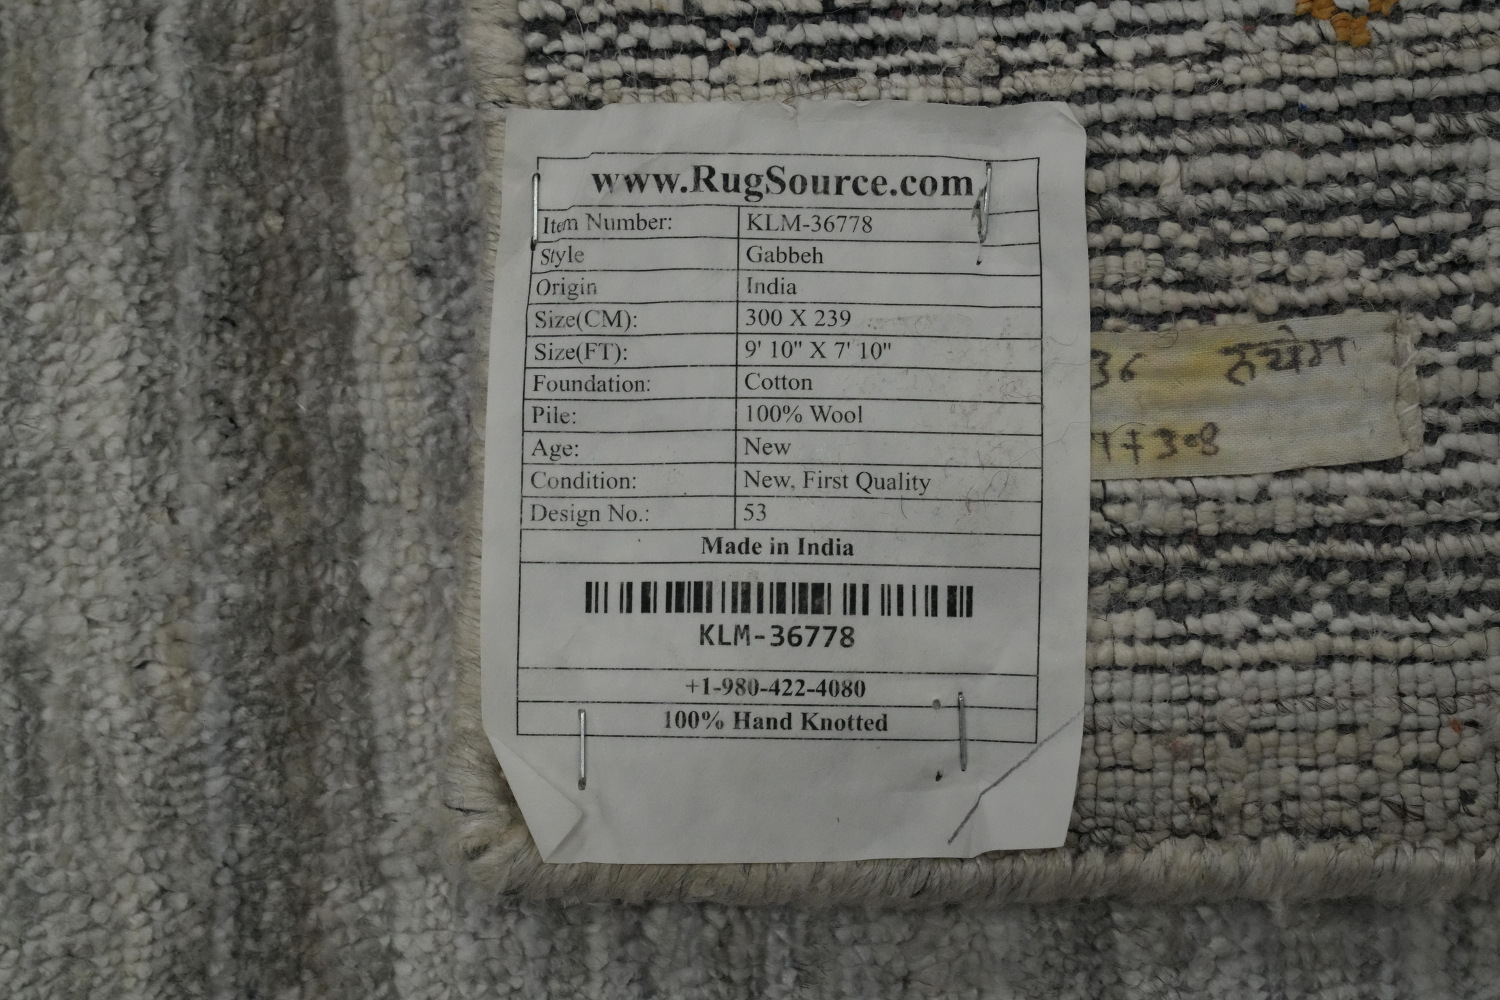 www.RugSource.com
Item Number: KLM-36778
Style Gabbeh
Origin India
Size(CM): 300 X 239
Size(FT): 9' 10" X 7' 10"
Foundation: Cotton
Pile: 100% Wool
Age: New
Condition: New, First Quality
Design No.: 53
Made in India
KLM-36778
+1-980-422-4080
100% Hand Knotted
36